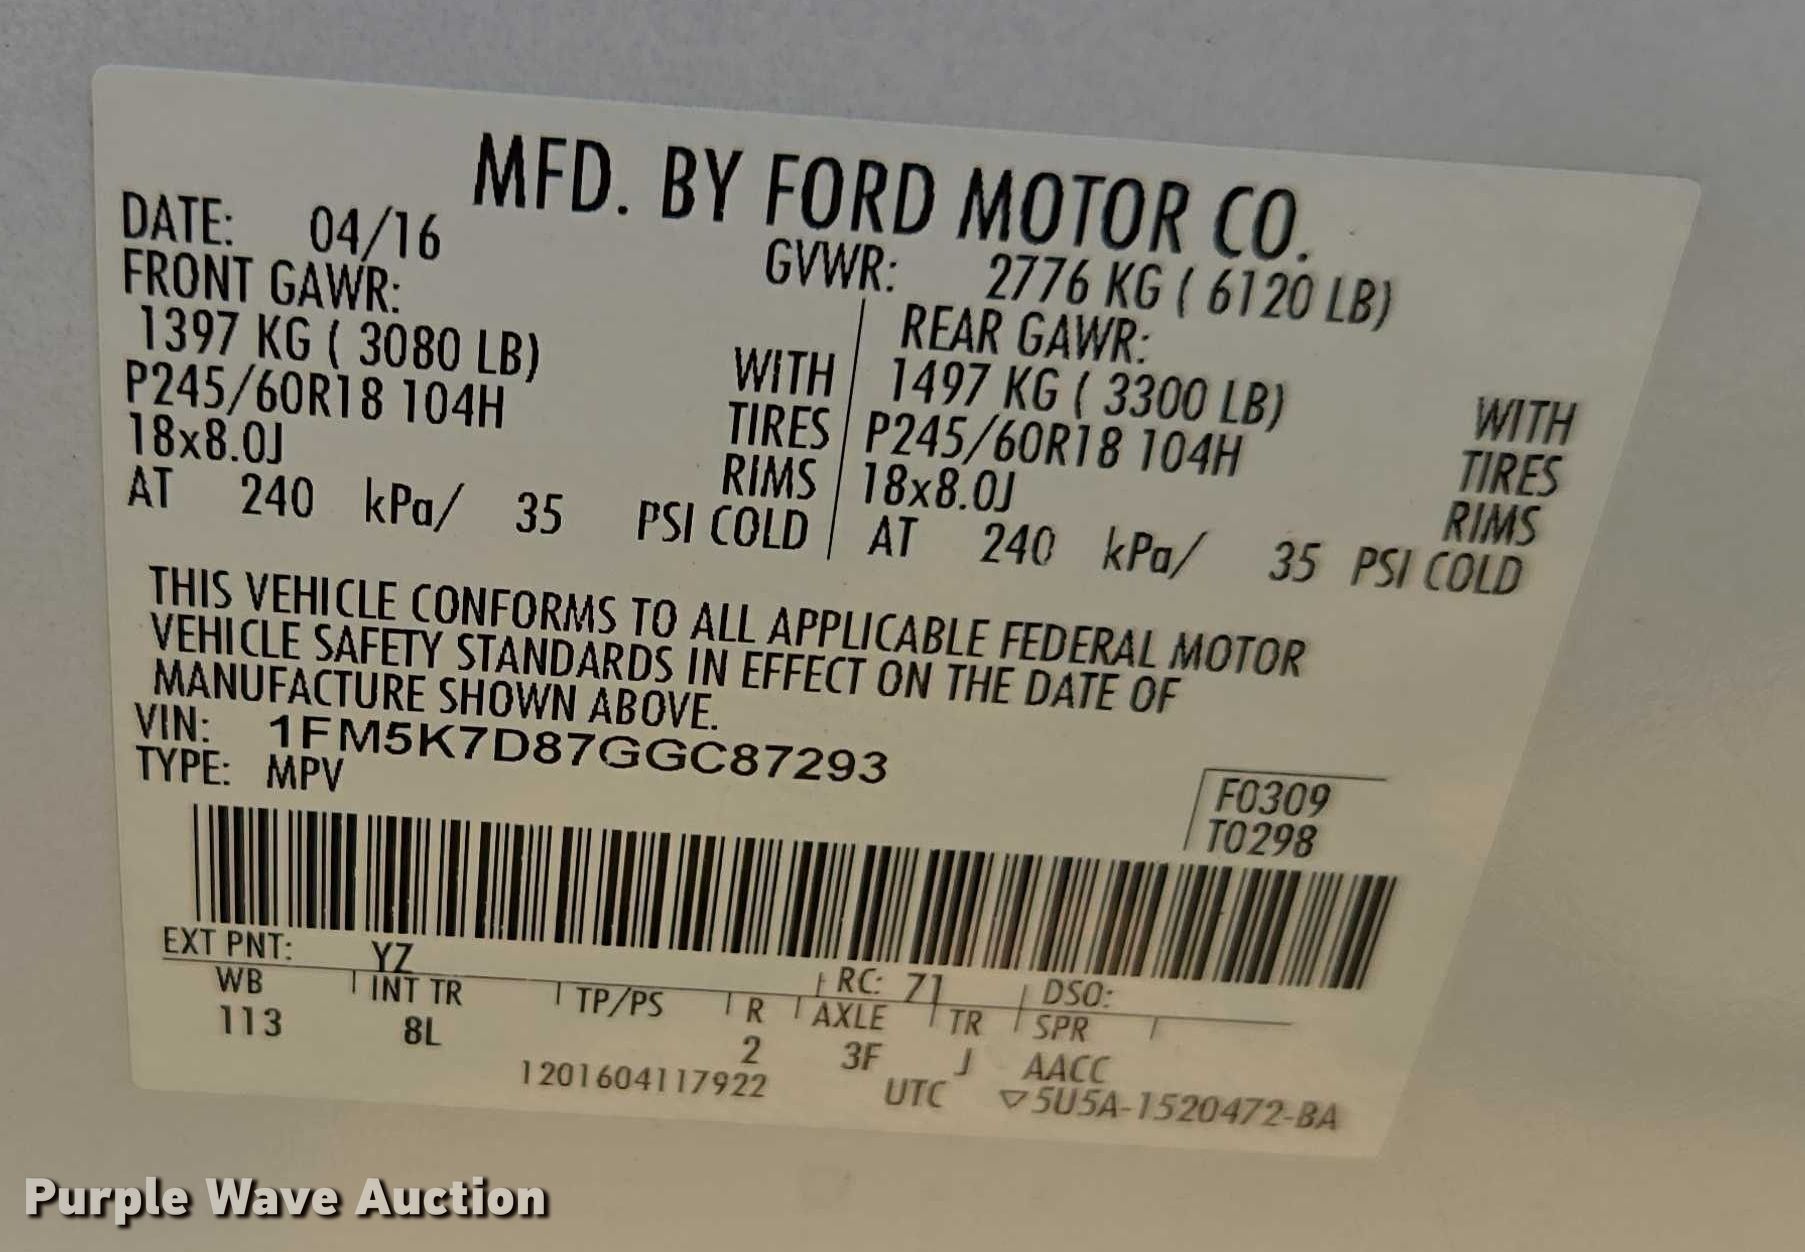 MFD. BY FORD MOTOR CO.
DATE: 04/16 GVWR: 2776 KG ( 6120 LB)
FRONT GAWR: REAR GAWR:
1397 KG ( 3080 LB) WITH 1497 KG ( 3300 LB) WITH
P245/60R18 104H TIRES P245/60R18 104H TIRES
18x8.0J RIMS 18x8.0J RIMS
AT 240 kPa/ 35 PSI COLD AT 240 kPa/ 35 PSI COLD
THIS VEHICLE CONFORMS TO ALL APPLICABLE FEDERAL MOTOR
VEHICLE SAFETY STANDARDS IN EFFECT ON THE DATE OF
MANUFACTURE SHOWN ABOVE.
VIN: 1FM5K7D87GGC87293
TYPE: MPV
F0309
T0298
EXT PNT: YZ RC: 71 DSO:
WB INT TR TP/PS R AXLE TR SPR
113 8L 2 3F J AACC
1201604117922 UTC ▽5U5A-1520472-BA
Purple Wave Auction